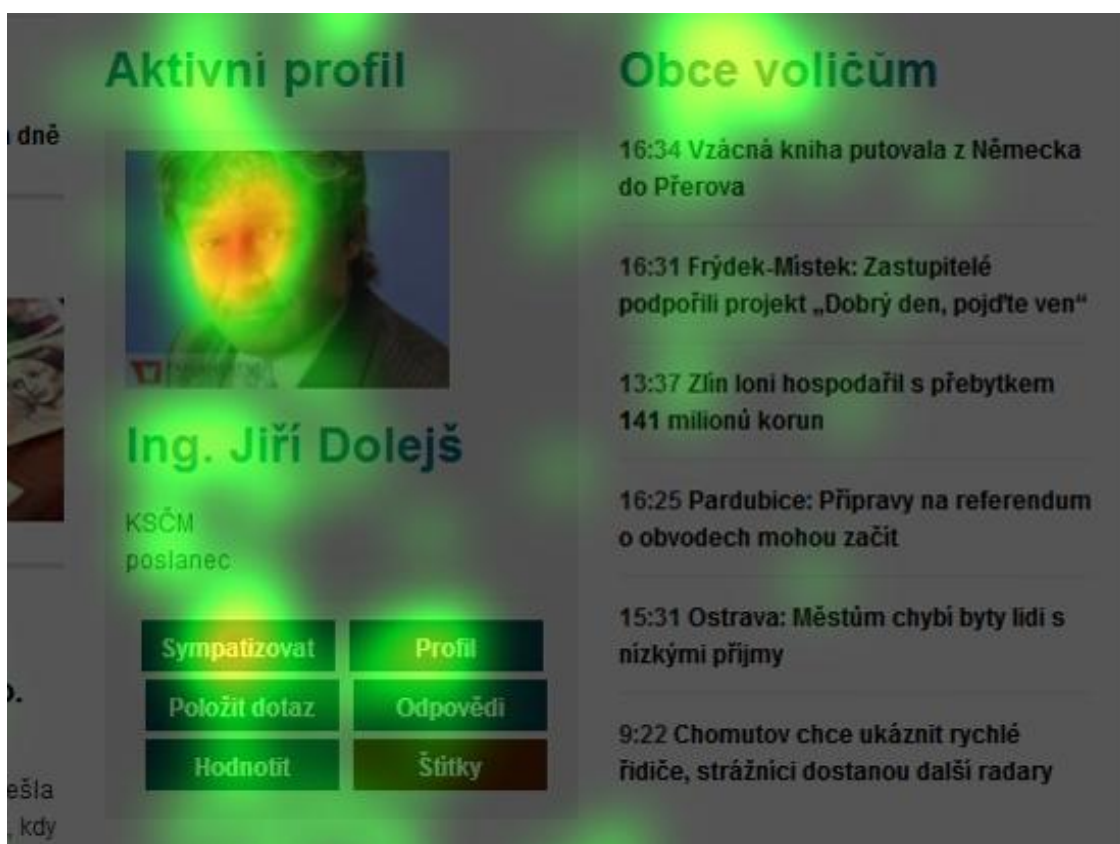 Aktivní profil
dně
Ing. Jiří Dolejš
KSČM
poslanec
Sympatizovat
Profil
Položit dotaz
Odpovědi
Hodnotit
Štítky
ešla
, kdy
Obce voličům
16:34 Vzácná kniha putovala z Německa
do Přerova
16:31 Frýdek-Místek: Zastupitelé
podpořili projekt „Dobrý den, pojďte ven“
13:37 Zlín loni hospodařil s přebytkem
141 milionů korun
16:25 Pardubice: Přípravy na referendum
o obvodech mohou začít
15:31 Ostrava: Městům chybí byty lidi s
nízkými příjmy
9:22 Chomutov chce ukáznit rychlé
řidiče, strážníci dostanou další radary